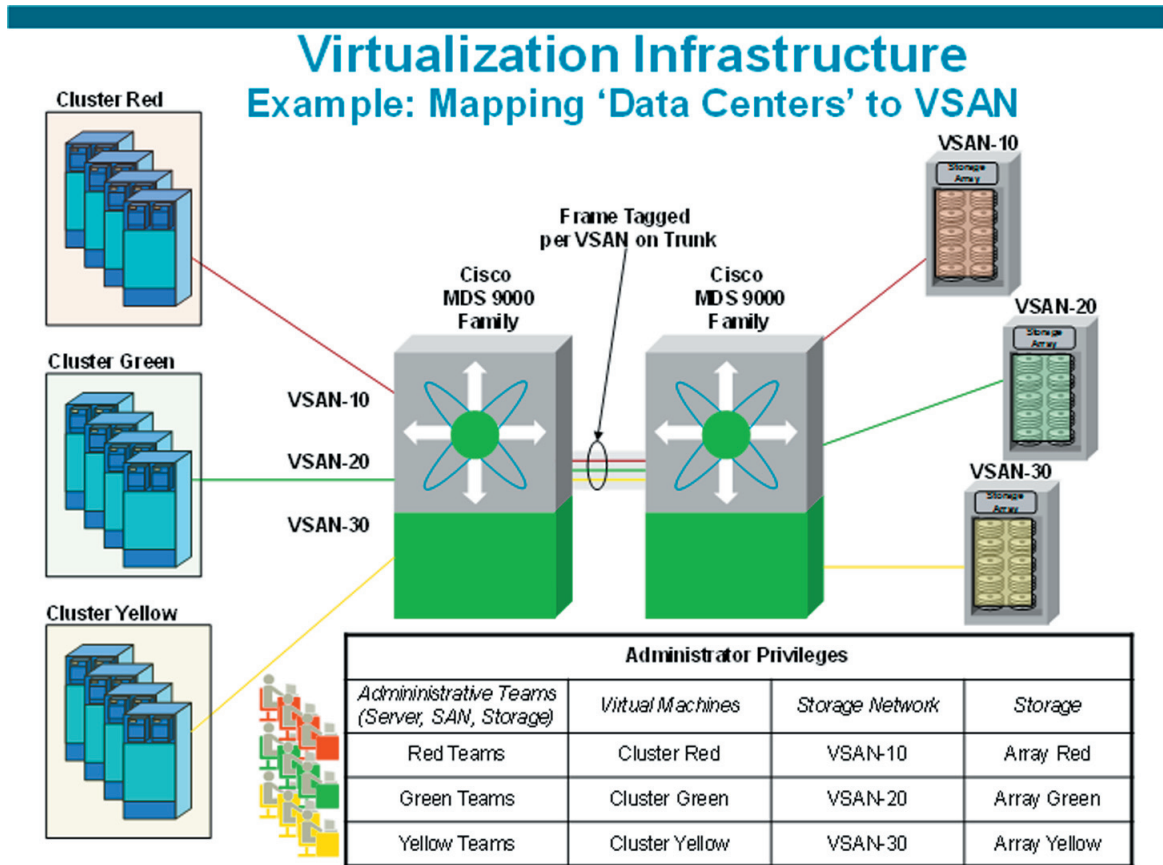 Virtualization Infrastructure
Example: Mapping ‘Data Centers’ to VSAN
Cluster Red
VSAN-10
Storage
Array
Frame Tagged
per VSAN on Trunk
Cisco
MDS 9000
Family
Cisco
MDS 9000
Family
VSAN-20
Storage
Array
Cluster Green
VSAN-10
VSAN-20
VSAN-30
VSAN-30
Storage
Array
Cluster Yellow
Administrator Privileges
Admininistrative Teams
(Server, SAN, Storage)
Virtual Machines
Storage Network
Storage
Red Teams
Cluster Red
VSAN-10
Array Red
Green Teams
Cluster Green
VSAN-20
Array Green
Yellow Teams
Cluster Yellow
VSAN-30
Array Yellow